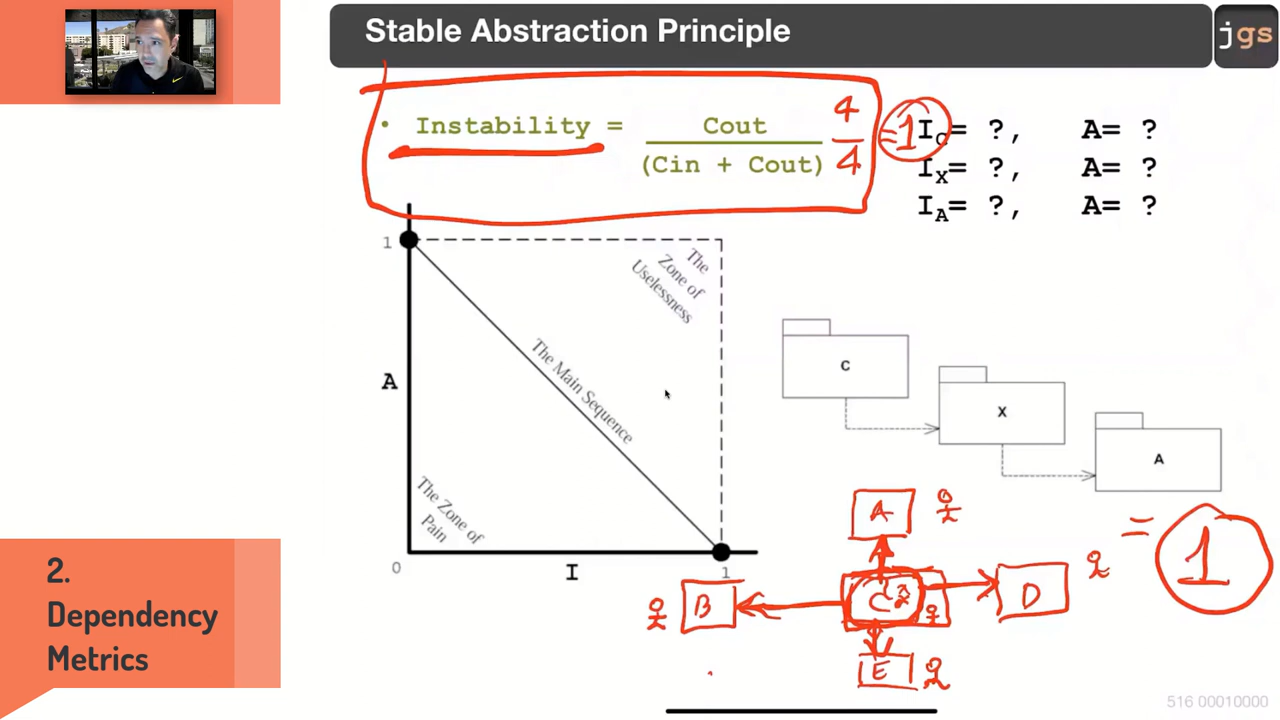 Stable Abstraction Principle
jgs
• Instability = Cout / (Cin + Cout)
4
4
=1
IC= ?, A= ?
IX= ?, A= ?
IA= ?, A= ?
1
A
0
I
1
The Zone of Uselessness
The Main Sequence
The Zone of Pain
C
X
A
A
B
C
D
E
= 1
2.
Dependency
Metrics
516 00010000